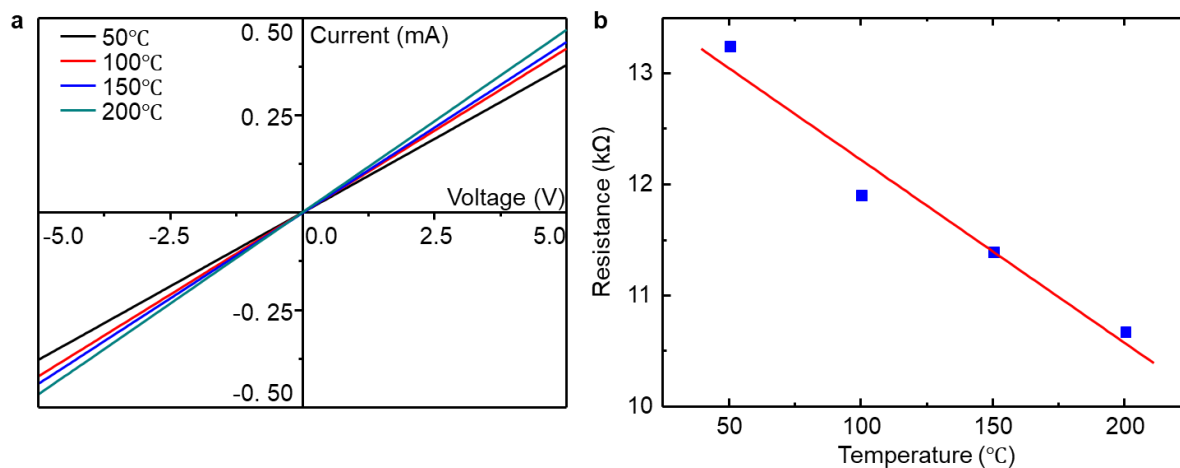 a
50℃
100℃
150℃
200℃
Current (mA)
0.50
0.25
Voltage (V)
-5.0 -2.5 0.0 2.5 5.0
-0.25
-0.50
b
Resistance (kΩ)
13
12
11
10
50 100 150 200
Temperature (℃)